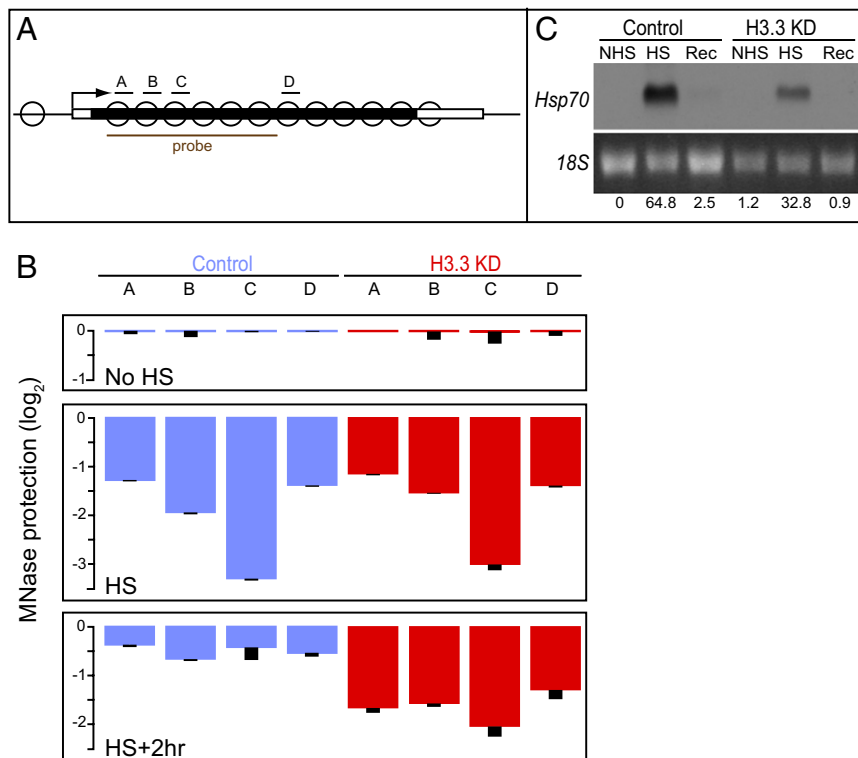 A
A B C D
probe
C
Control H3.3 KD
NHS HS Rec NHS HS Rec
Hsp70
18S
0 64.8 2.5 1.2 32.8 0.9
B
Control H3.3 KD
A B C D A B C D
MNase protection (log2)
0
-1
No HS
0
-1
-2
-3
HS
0
-1
-2
HS+2hr